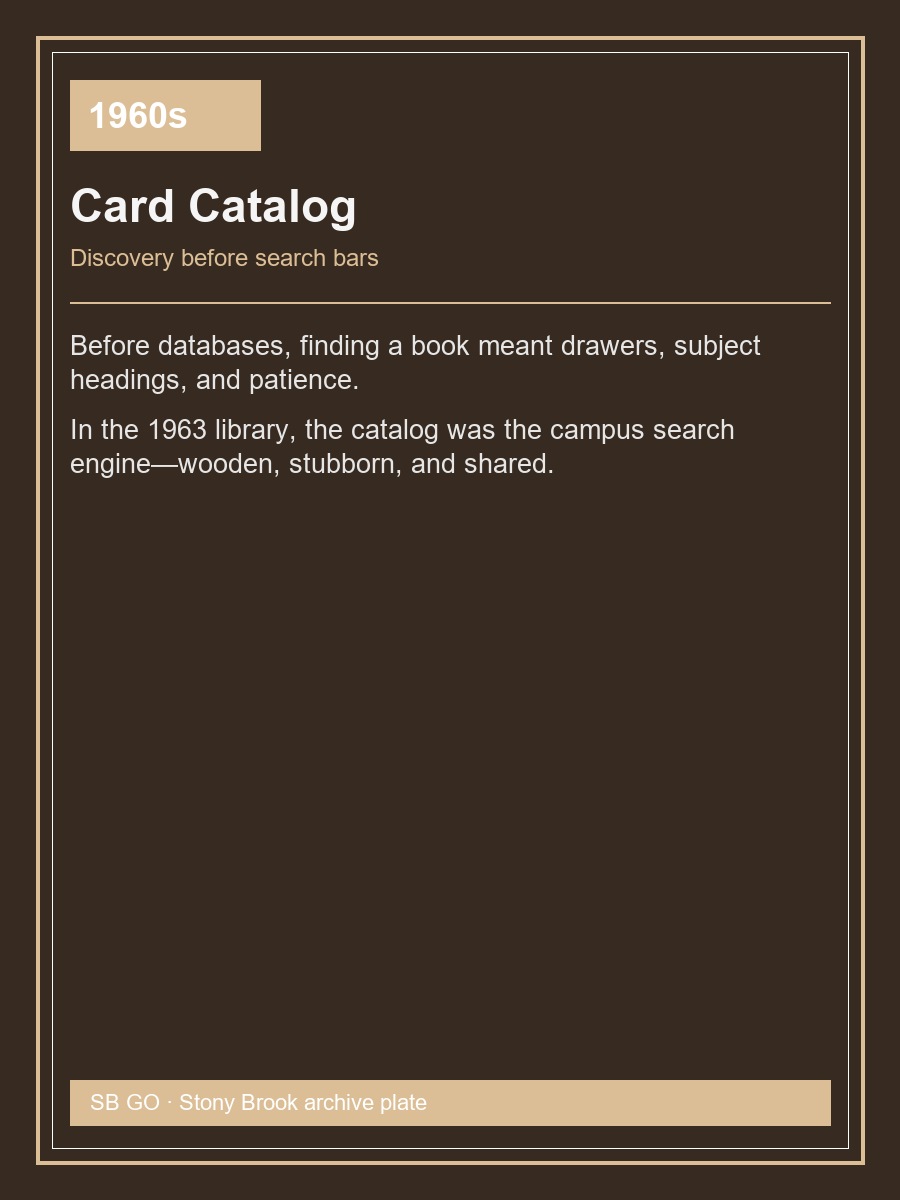 1960s
Card Catalog
Discovery before search bars
Before databases, finding a book meant drawers, subject
headings, and patience.
In the 1963 library, the catalog was the campus search
engine—wooden, stubborn, and shared.
SB GO · Stony Brook archive plate